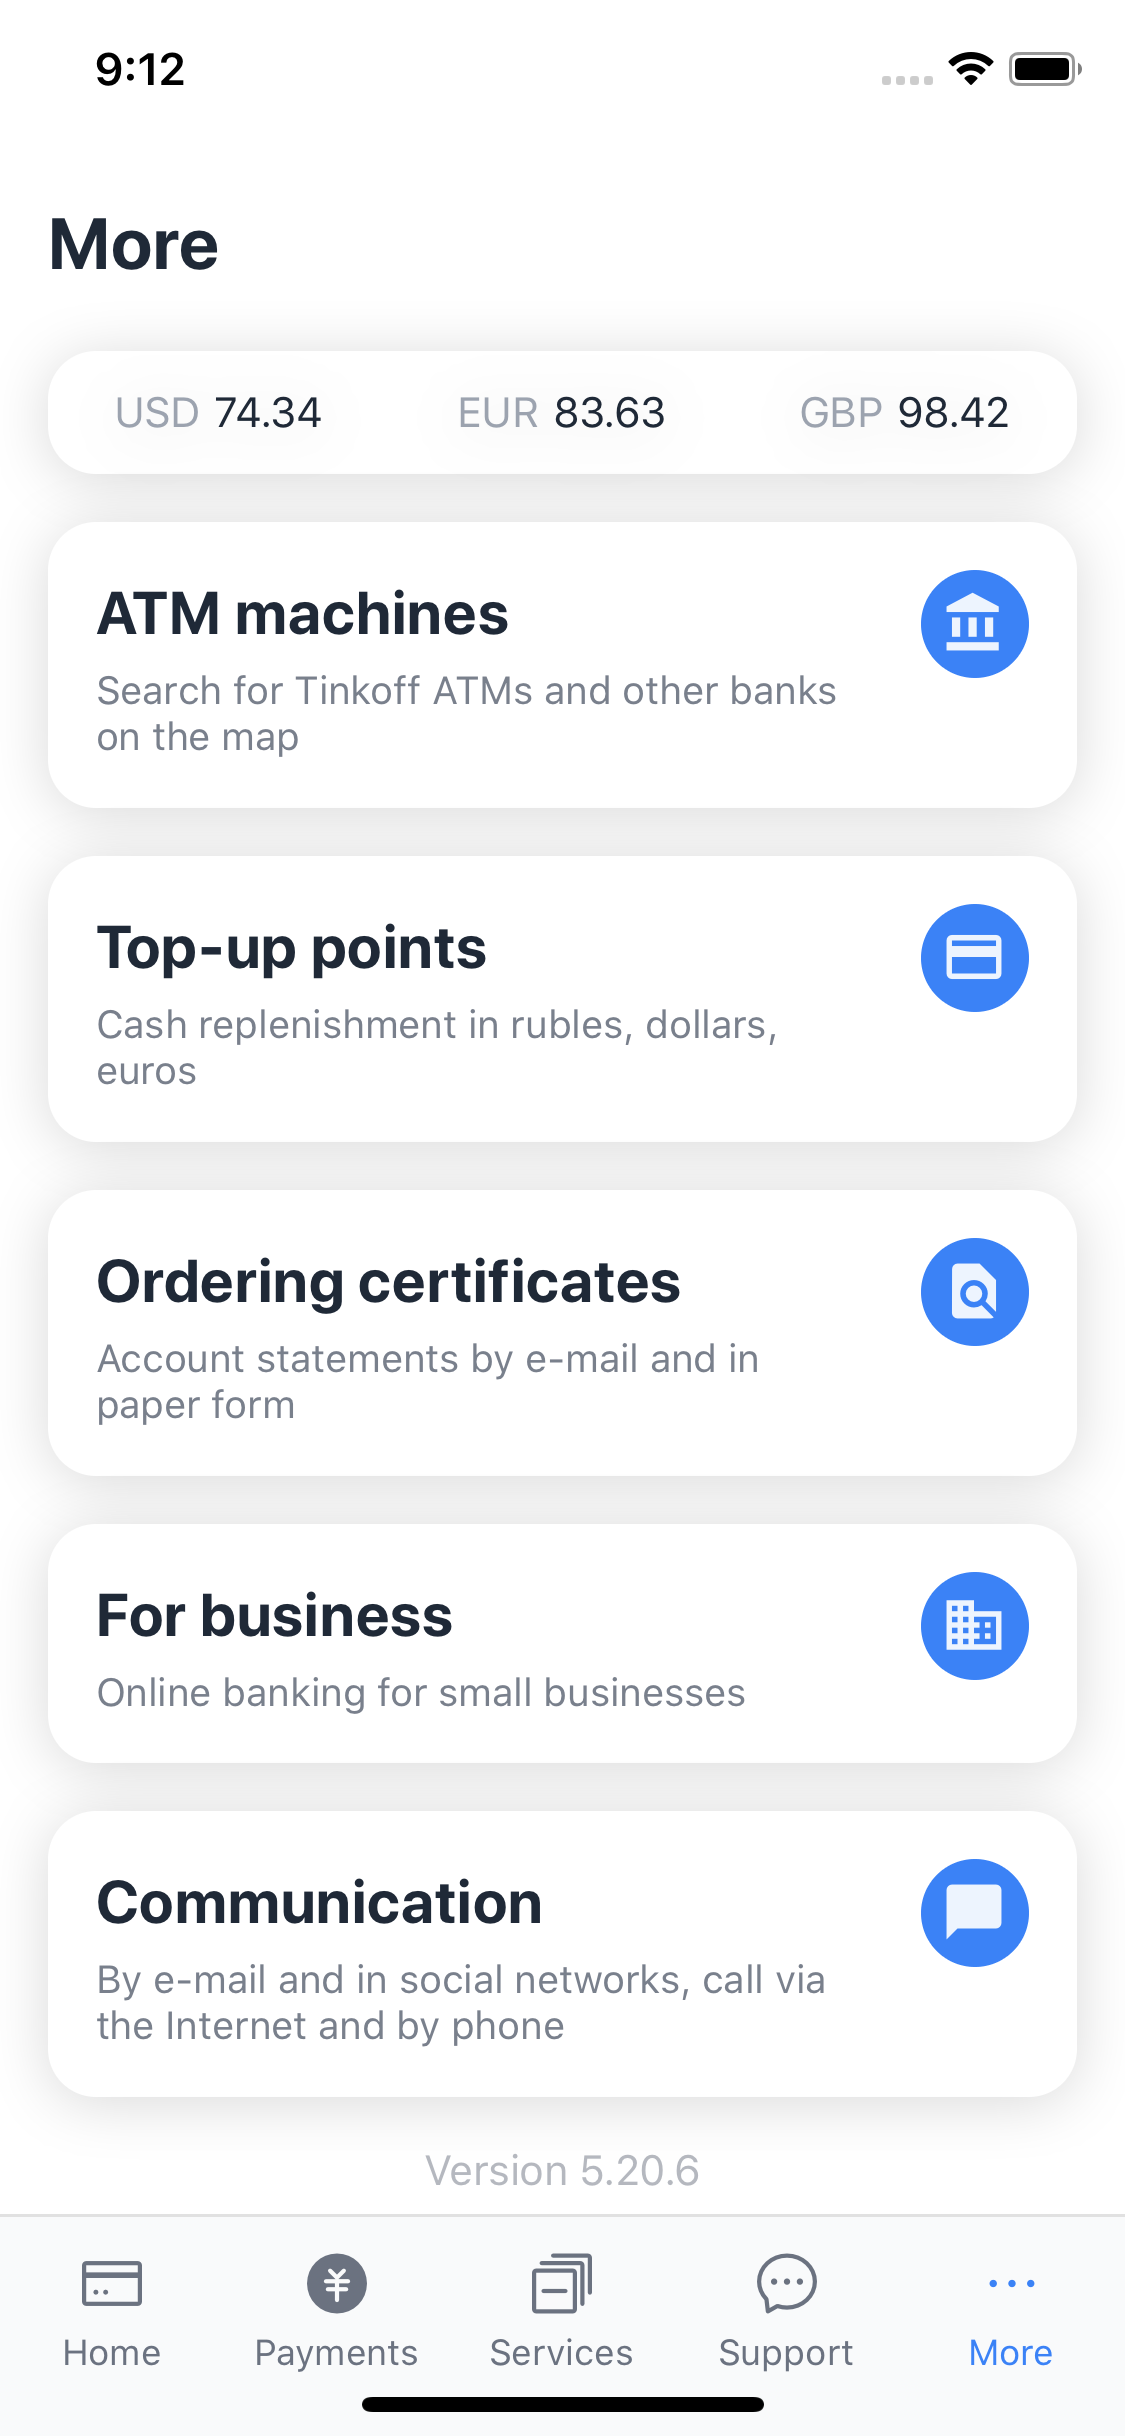 9:12
More
USD 74.34 EUR 83.63 GBP 98.42
ATM machines
Search for Tinkoff ATMs and other banks
on the map
Top-up points
Cash replenishment in rubles, dollars,
euros
Ordering certificates
Account statements by e-mail and in
paper form
For business
Online banking for small businesses
Communication
By e-mail and in social networks, call via
the Internet and by phone
Version 5.20.6
Home Payments Services Support More